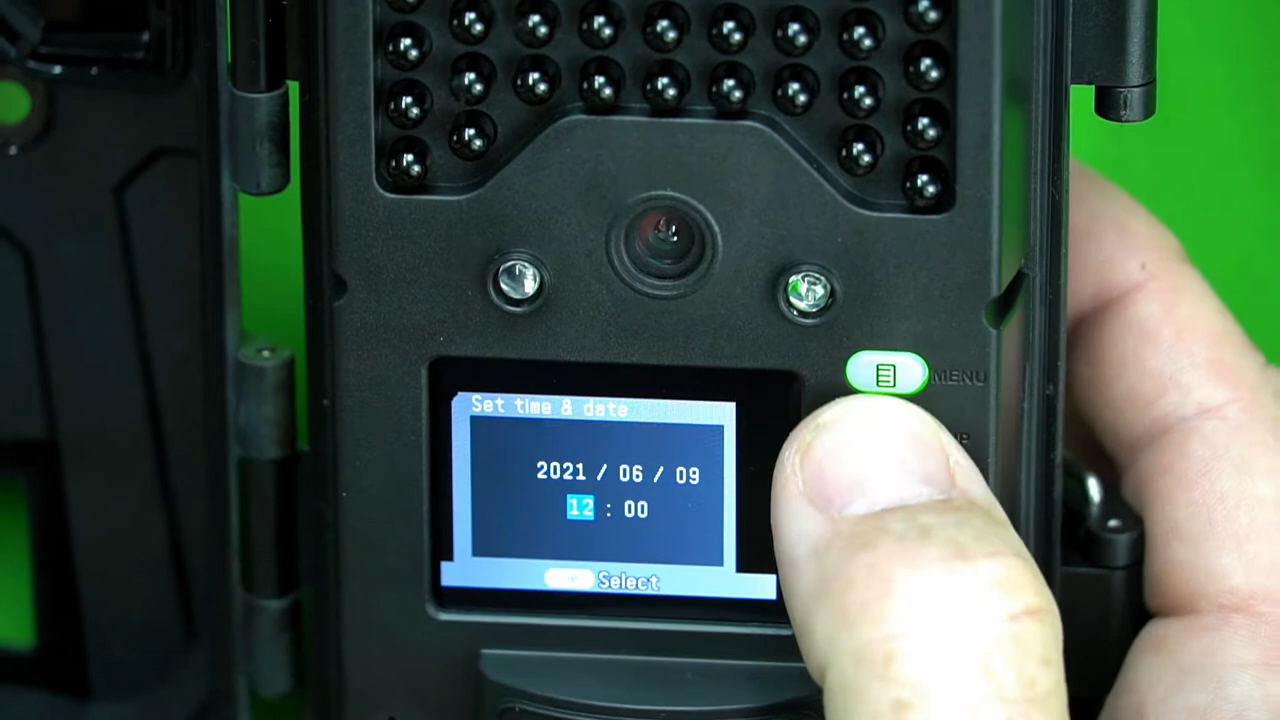 MENU
Set time & date
2021 / 06 / 09
12 : 00
Select